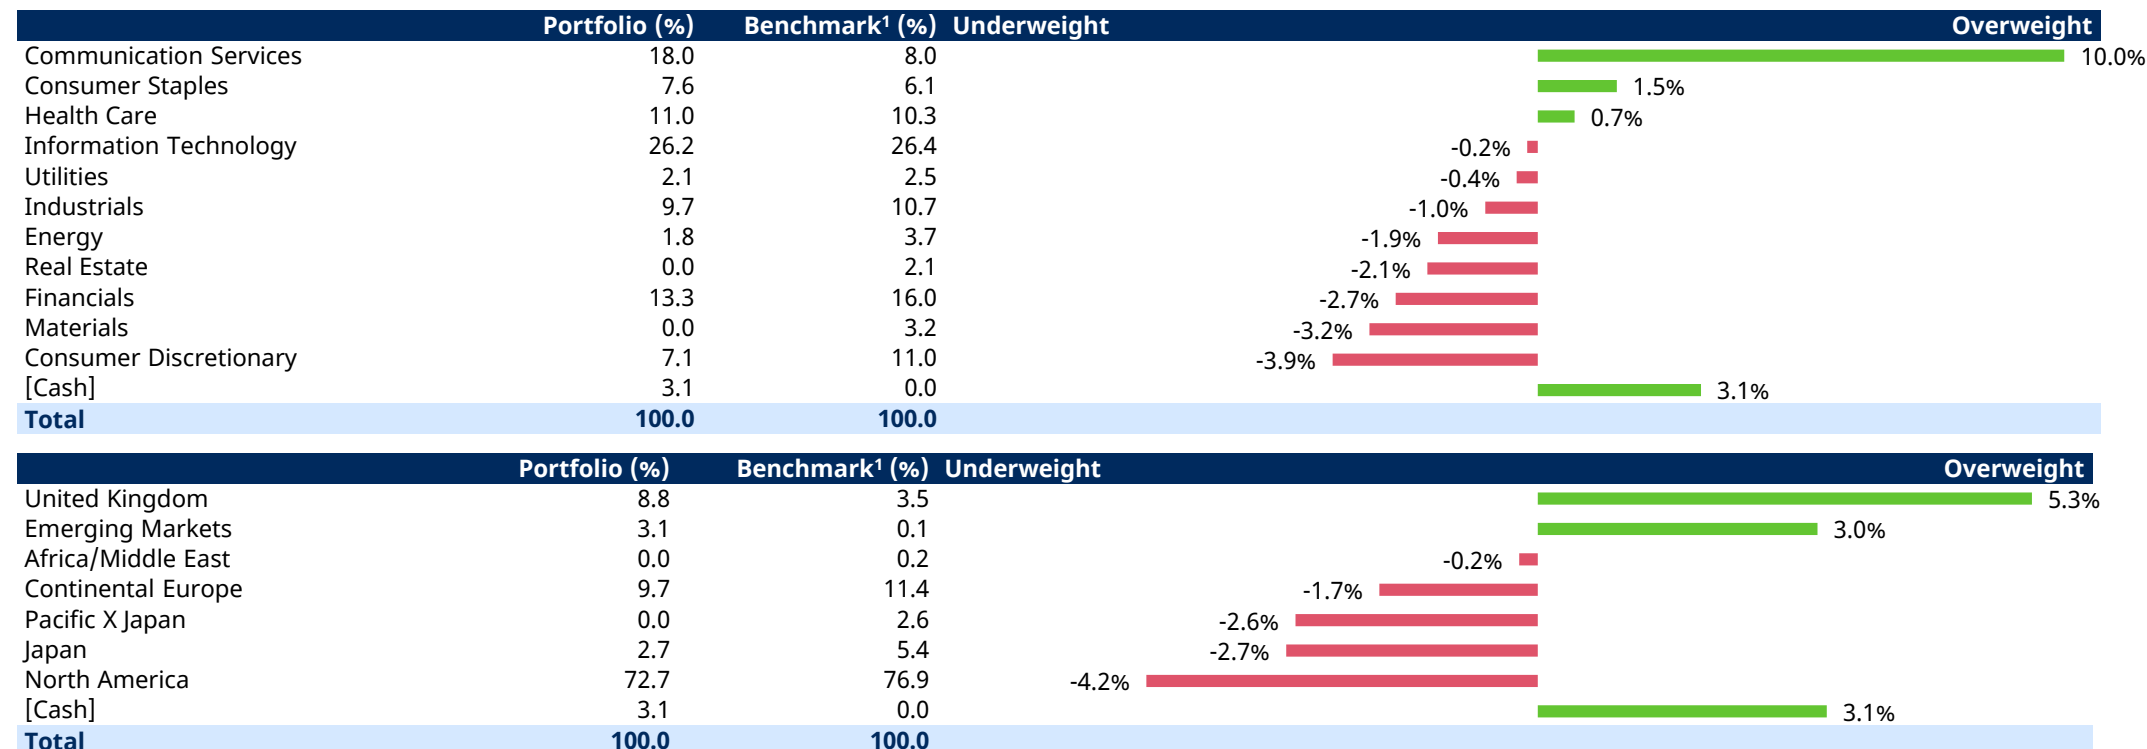 Portfolio (%) Benchmark¹ (%) Underweight Overweight
Communication Services 18.0 8.0 10.0%
Consumer Staples 7.6 6.1 1.5%
Health Care 11.0 10.3 0.7%
Information Technology 26.2 26.4 -0.2%
Utilities 2.1 2.5 -0.4%
Industrials 9.7 10.7 -1.0%
Energy 1.8 3.7 -1.9%
Real Estate 0.0 2.1 -2.1%
Financials 13.3 16.0 -2.7%
Materials 0.0 3.2 -3.2%
Consumer Discretionary 7.1 11.0 -3.9%
[Cash] 3.1 0.0 3.1%
Total 100.0 100.0
Portfolio (%) Benchmark¹ (%) Underweight Overweight
United Kingdom 8.8 3.5 5.3%
Emerging Markets 3.1 0.1 3.0%
Africa/Middle East 0.0 0.2 -0.2%
Continental Europe 9.7 11.4 -1.7%
Pacific X Japan 0.0 2.6 -2.6%
Japan 2.7 5.4 -2.7%
North America 72.7 76.9 -4.2%
[Cash] 3.1 0.0 3.1%
Total 100.0 100.0